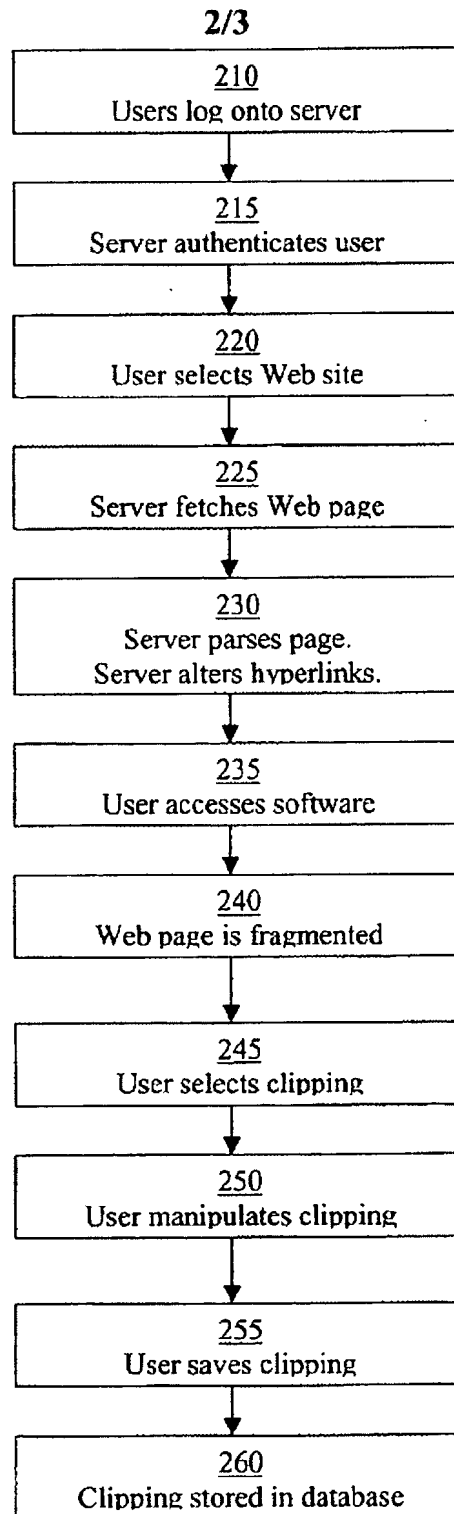 2/3
210
Users log onto server
215
Server authenticates user
220
User selects Web site
225
Server fetches Web page
230
Server parses page.
Server alters hyperlinks.
235
User accesses software
240
Web page is fragmented
245
User selects clipping
250
User manipulates clipping
255
User saves clipping
260
Clipping stored in database